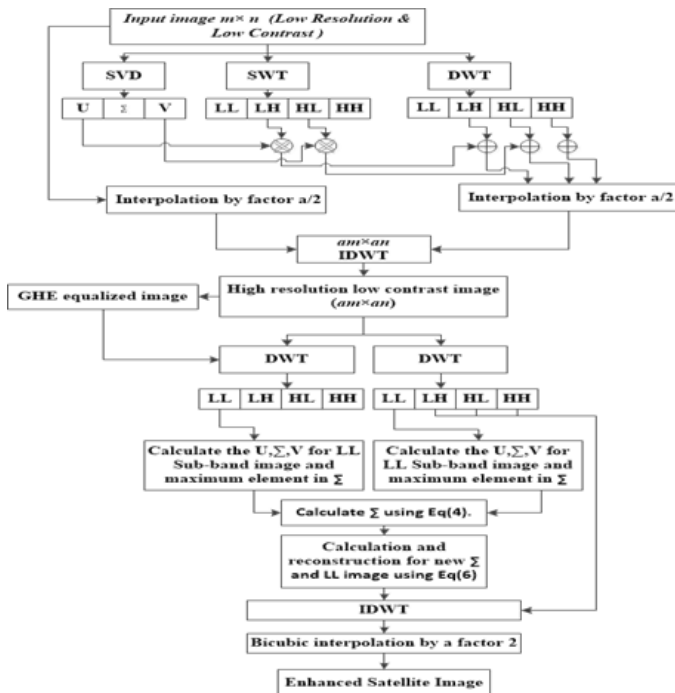 Input image m× n (Low Resolution &
Low Contrast )
SVD
SWT
DWT
U Σ V
LL LH HL HH
LL LH HL HH
Interpolation by factor a/2
Interpolation by factor a/2
am×an
IDWT
High resolution low contrast image
(am×an)
GHE equalized image
DWT
DWT
LL LH HL HH
LL LH HL HH
Calculate the U,Σ,V for LL
Sub-band image and
maximum element in Σ
Calculate the U,Σ,V for
LL Sub-band image and
maximum element in Σ
Calculate Σ using Eq(4).
Calculation and
reconstruction for new Σ
and LL image using Eq(6)
IDWT
Bicubic interpolation by a factor 2
Enhanced Satellite Image